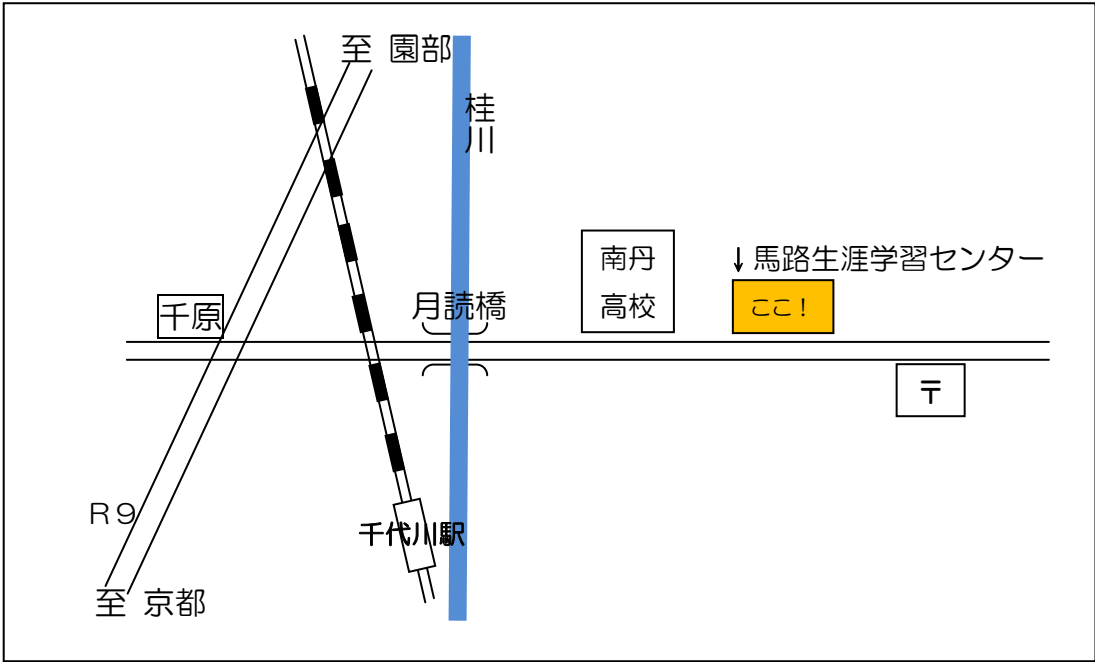 至 園部
桂川
南丹
高校
↓馬路生涯学習センター
ここ！
千原
月読橋
〒
Ｒ９
千代川駅
至 京都